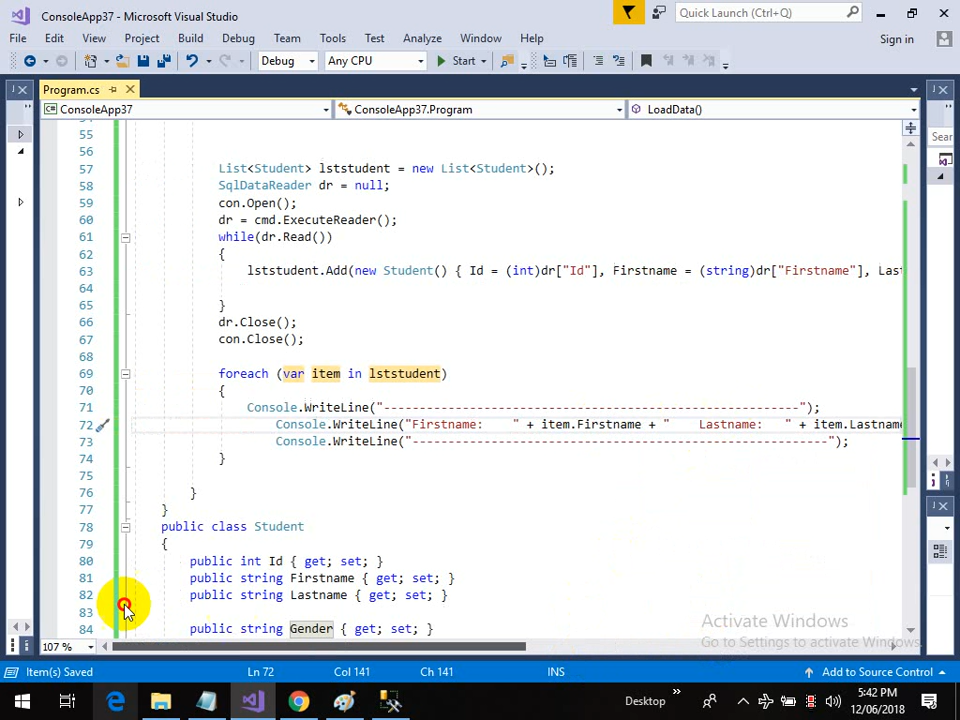 ConsoleApp37 - Microsoft Visual Studio
Quick Launch (Ctrl+Q)
File Edit View Project Build Debug Team Tools Test Analyze Window Help
Sign in
Debug Any CPU Start
Program.cs
ConsoleApp37 ConsoleApp37.Program LoadData()
Sear
55
56
57 List<Student> lststudent = new List<Student>();
58 SqlDataReader dr = null;
59 con.Open();
60 dr = cmd.ExecuteReader();
61 while(dr.Read())
62 {
63 lststudent.Add(new Student() { Id = (int)dr["Id"], Firstname = (string)dr["Firstname"], Last
64
65 }
66 dr.Close();
67 con.Close();
68
69 foreach (var item in lststudent)
70 {
71 Console.WriteLine("----------------------------------------------------------");
72 Console.WriteLine("Firstname:    " + item.Firstname + "    Lastname:   " + item.Lastname
73 Console.WriteLine("----------------------------------------------------------");
74 }
75
76 }
77 }
78 public class Student
79 {
80 public int Id { get; set; }
81 public string Firstname { get; set; }
82 public string Lastname { get; set; }
83
84 public string Gender { get; set; }
Activate Windows
Go to Settings to activate Windows.
107 %
Item(s) Saved Ln 72 Col 141 Ch 141 INS Add to Source Control
Desktop
5:42 PM
12/06/2018